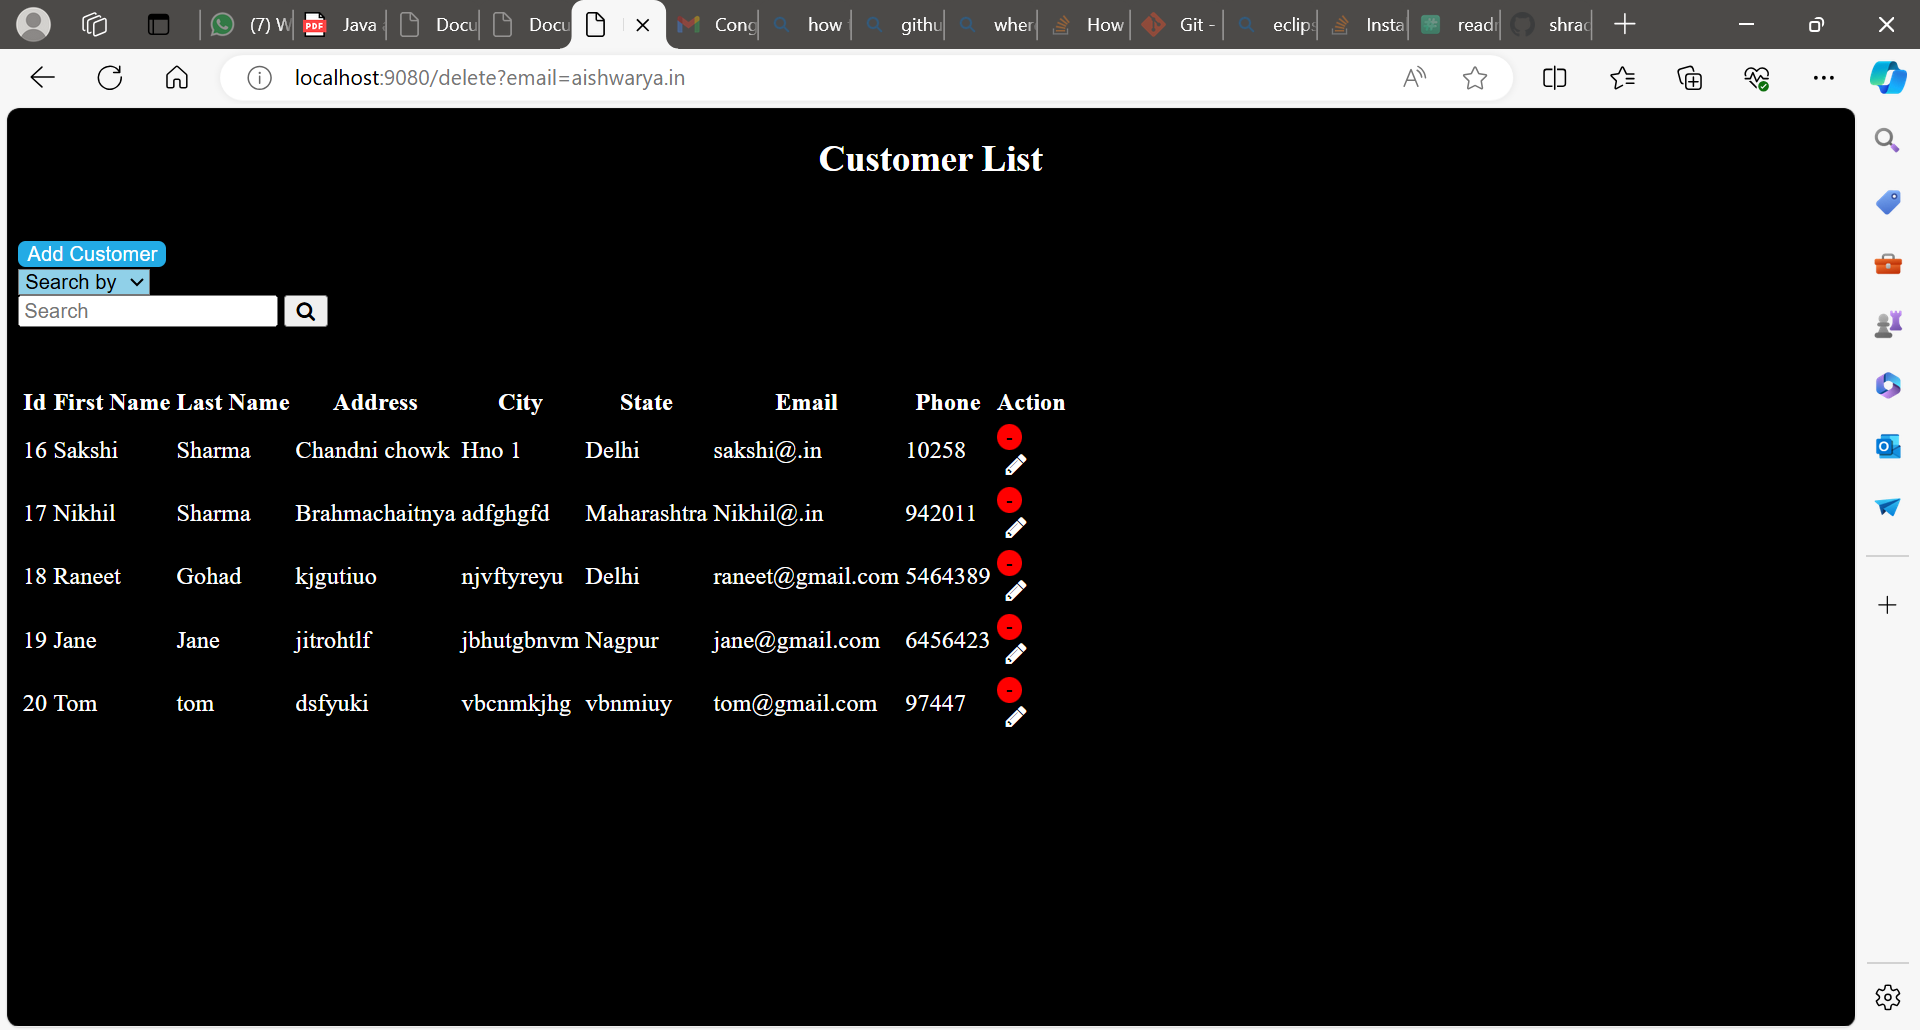 (7) W PDF Java Docu Docu Cong how githu wher How Git - eclips Insta readr shrad
localhost:9080/delete?email=aishwarya.in
Customer List
Add Customer
Search by
Search
Id First Name Last Name Address City State Email Phone Action
16 Sakshi Sharma Chandni chowk Hno 1 Delhi sakshi@.in 10258 -
17 Nikhil Sharma Brahmachaitnya adfghgfd Maharashtra Nikhil@.in 942011 -
18 Raneet Gohad kjgutiuo njvftyreyu Delhi raneet@gmail.com 5464389 -
19 Jane Jane jitrohtlf jbhutgbnvm Nagpur jane@gmail.com 6456423 -
20 Tom tom dsfyuki vbcnmkjhg vbnmiuy tom@gmail.com 97447 -